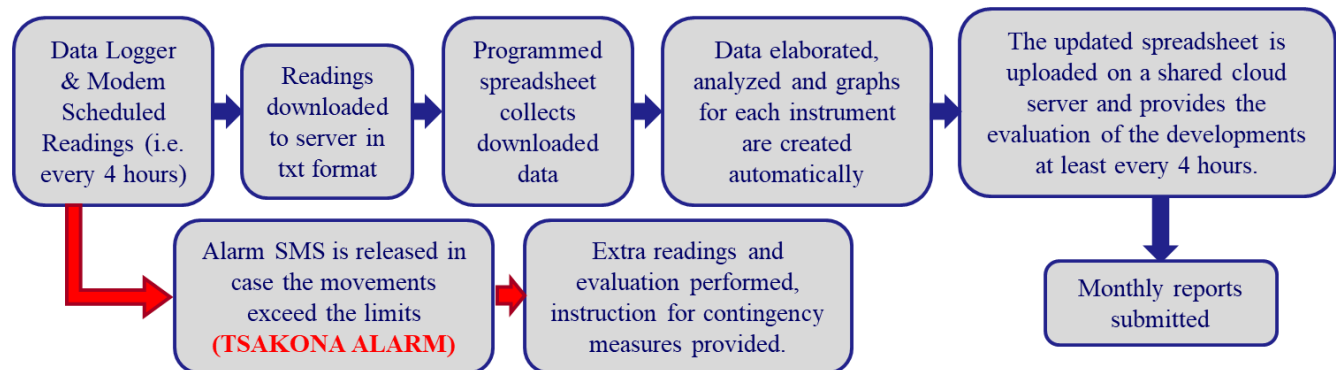 Data Logger
& Modem
Scheduled
Readings (i.e.
every 4 hours)
Readings
downloaded
to server in
txt format
Programmed
spreadsheet
collects
downloaded
data
Data elaborated,
analyzed and graphs
for each instrument
are created
automatically
The updated spreadsheet is
uploaded on a shared cloud
server and provides the
evaluation of the developments
at least every 4 hours.
Alarm SMS is released in
case the movements
exceed the limits
(TSAKONA ALARM)
Extra readings and
evaluation performed,
instruction for contingency
measures provided.
Monthly reports
submitted